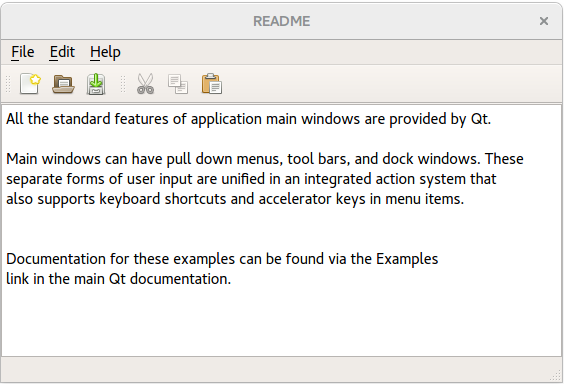 README
File Edit Help
All the standard features of application main windows are provided by Qt.
Main windows can have pull down menus, tool bars, and dock windows. These
separate forms of user input are unified in an integrated action system that
also supports keyboard shortcuts and accelerator keys in menu items.
Documentation for these examples can be found via the Examples
link in the main Qt documentation.